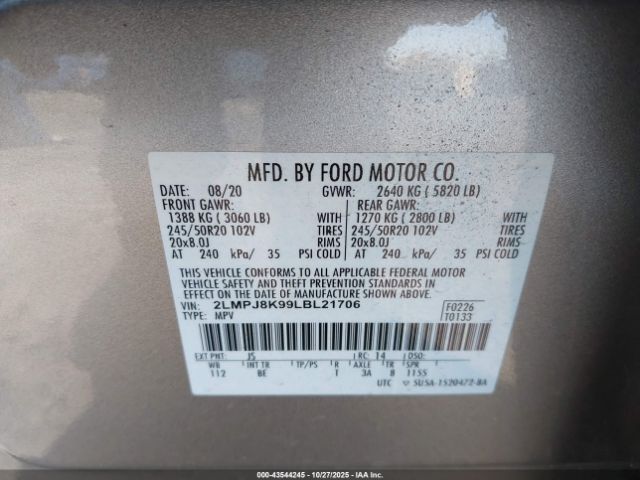 MFD. BY FORD MOTOR CO.
DATE: 08/20 GVWR: 2640 KG ( 5820 LB)
FRONT GAWR: REAR GAWR:
1388 KG ( 3060 LB) WITH 1270 KG ( 2800 LB) WITH
245/50R20 102V TIRES 245/50R20 102V TIRES
20x8.0J RIMS 20x8.0J RIMS
AT 240 kPa/ 35 PSI COLD AT 240 kPa/ 35 PSI COLD
THIS VEHICLE CONFORMS TO ALL APPLICABLE FEDERAL MOTOR
VEHICLE SAFETY AND THEFT PREVENTION STANDARDS IN
EFFECT ON THE DATE OF MANUFACTURE SHOWN ABOVE.
VIN: 2LMPJ8K99LBL21706 F0226
TYPE: MPV T0133
EXT PNT: JS RC: 14 DSO:
WB INT TR TP/PS R AXLE TR SPR
112 BE T 3A 8 1155
UTC 5U5A-1520472-BA
000-43544245 - 10/27/2025 - IAAI, Inc.